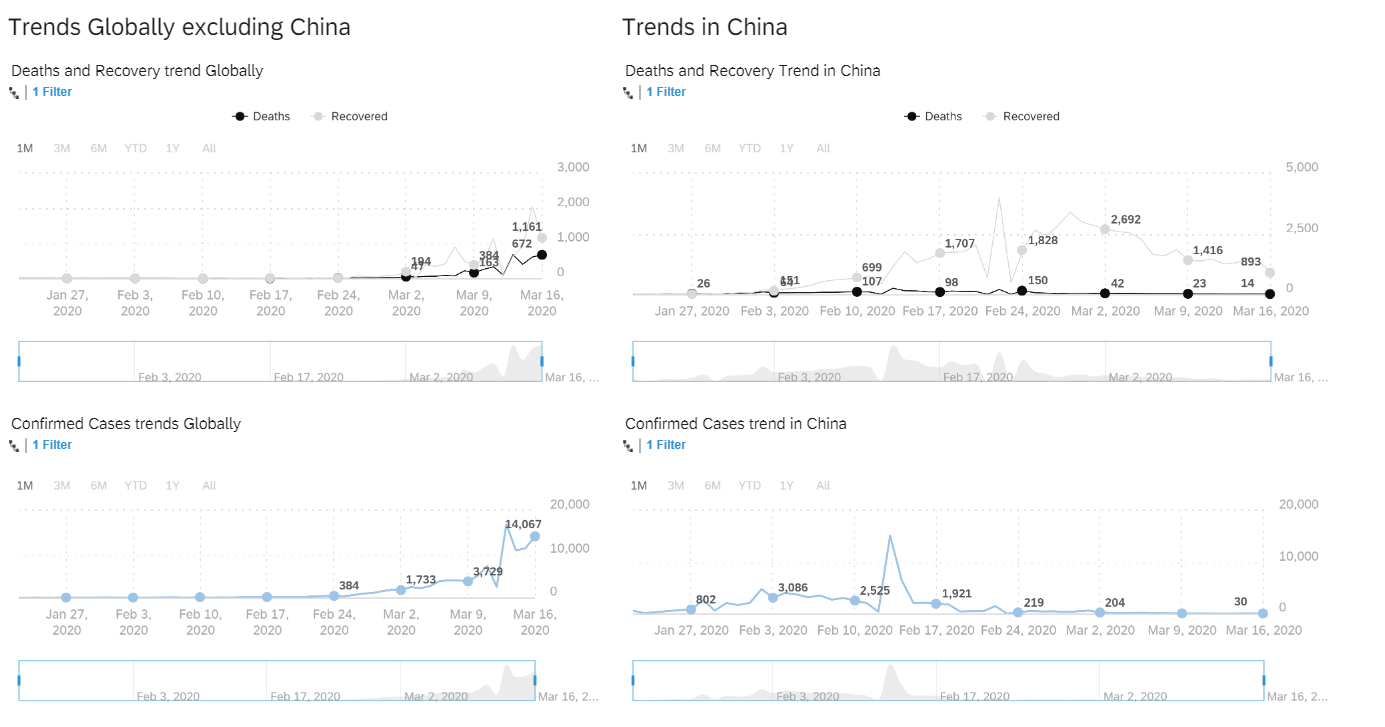 Trends Globally excluding China
Deaths and Recovery trend Globally
1 Filter
Deaths Recovered
1M 3M 6M YTD 1Y All
3,000
2,000
1,000
0
1,161
672
384
163
194
47
Jan 27, 2020
Feb 3, 2020
Feb 10, 2020
Feb 17, 2020
Feb 24, 2020
Mar 2, 2020
Mar 9, 2020
Mar 16, 2020
Feb 3, 2020 Feb 17, 2020 Mar 2, 2020 Mar 16, ...
Confirmed Cases trends Globally
1 Filter
1M 3M 6M YTD 1Y All
20,000
10,000
0
384
1,733
3,729
14,067
Jan 27, 2020
Feb 3, 2020
Feb 10, 2020
Feb 17, 2020
Feb 24, 2020
Mar 2, 2020
Mar 9, 2020
Mar 16, 2020
Feb 3, 2020 Feb 17, 2020 Mar 2, 2020 Mar 16, 2...
Trends in China
Deaths and Recovery Trend in China
1 Filter
Deaths Recovered
1M 3M 6M YTD 1Y All
5,000
2,500
0
26
151
699
107
1,707
98
1,828
150
2,692
42
1,416
23
893
14
Jan 27, 2020 Feb 3, 2020 Feb 10, 2020 Feb 17, 2020 Feb 24, 2020 Mar 2, 2020 Mar 9, 2020 Mar 16, 2020
Feb 3, 2020 Feb 17, 2020 Mar 2, 2020 Mar 16, ...
Confirmed Cases trend in China
1 Filter
1M 3M 6M YTD 1Y All
20,000
10,000
0
802
3,086
2,525
1,921
219
204
30
Jan 27, 2020 Feb 3, 2020 Feb 10, 2020 Feb 17, 2020 Feb 24, 2020 Mar 2, 2020 Mar 9, 2020 Mar 16, 2020
Feb 3, 2020 Feb 17, 2020 Mar 2, 2020 Mar 16, 2...